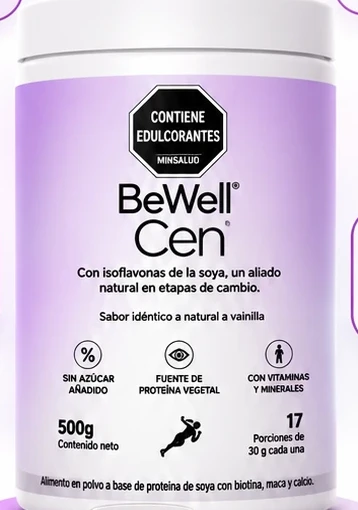 CONTIENE
EDULCORANTES
MINSALUD
BeWell®
Cen®
Con isoflavonas de la soya, un aliado
natural en etapas de cambio.
Sabor idéntico a natural a vainilla
%
SIN AZÚCAR
AÑADIDO
FUENTE DE
PROTEÍNA VEGETAL
CON VITAMINAS
Y MINERALES
500g
Contenido neto
17
Porciones de
30 g cada una
Alimento en polvo a base de proteína de soya con biotina, maca y calcio.